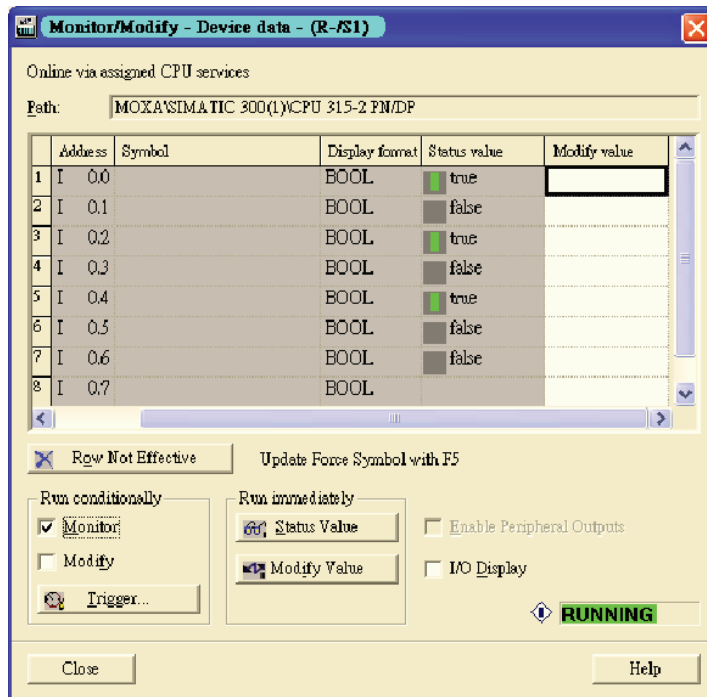 Monitor/Modify - Device data - (R-/S1)
Online via assigned CPU services
Path: MOXA\SIMATIC 300(1)\CPU 315-2 PN/DP
Address Symbol Display format Status value Modify value
1 I 0.0 BOOL true
2 I 0.1 BOOL false
3 I 0.2 BOOL true
4 I 0.3 BOOL false
5 I 0.4 BOOL true
6 I 0.5 BOOL false
7 I 0.6 BOOL false
8 I 0.7 BOOL
Row Not Effective Update Force Symbol with F5
Run conditionally Run immediately
Monitor Status Value Enable Peripheral Outputs
Modify Modify Value I/O Display
Trigger...
RUNNING
Close Help